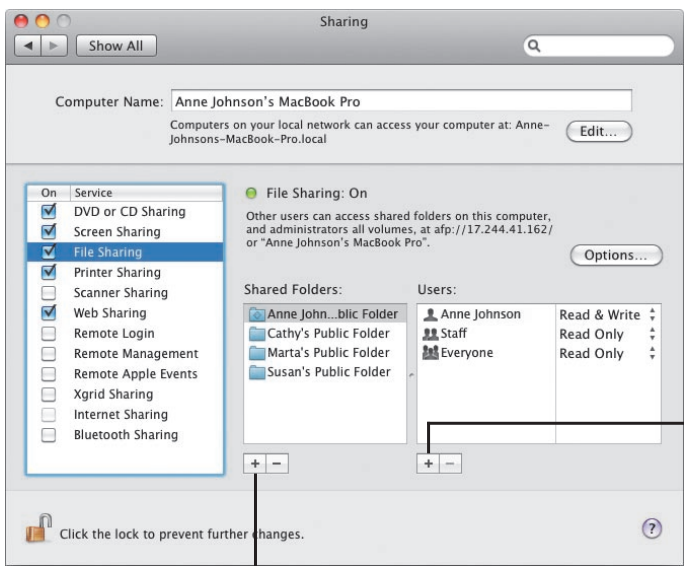 Sharing
Show All
Computer Name: Anne Johnson's MacBook Pro
Computers on your local network can access your computer at: Anne-
Johnsons-MacBook-Pro.local
Edit...
On Service
DVD or CD Sharing
Screen Sharing
File Sharing
Printer Sharing
Scanner Sharing
Web Sharing
Remote Login
Remote Management
Remote Apple Events
Xgrid Sharing
Internet Sharing
Bluetooth Sharing
File Sharing: On
Other users can access shared folders on this computer,
and administrators all volumes, at afp://17.244.41.162/
or “Anne Johnson's MacBook Pro”.
Options...
Shared Folders:
Anne John...blic Folder
Cathy's Public Folder
Marta's Public Folder
Susan's Public Folder
+ −
Users:
Anne Johnson Read & Write
Staff Read Only
Everyone Read Only
+ −
Click the lock to prevent further changes.
?